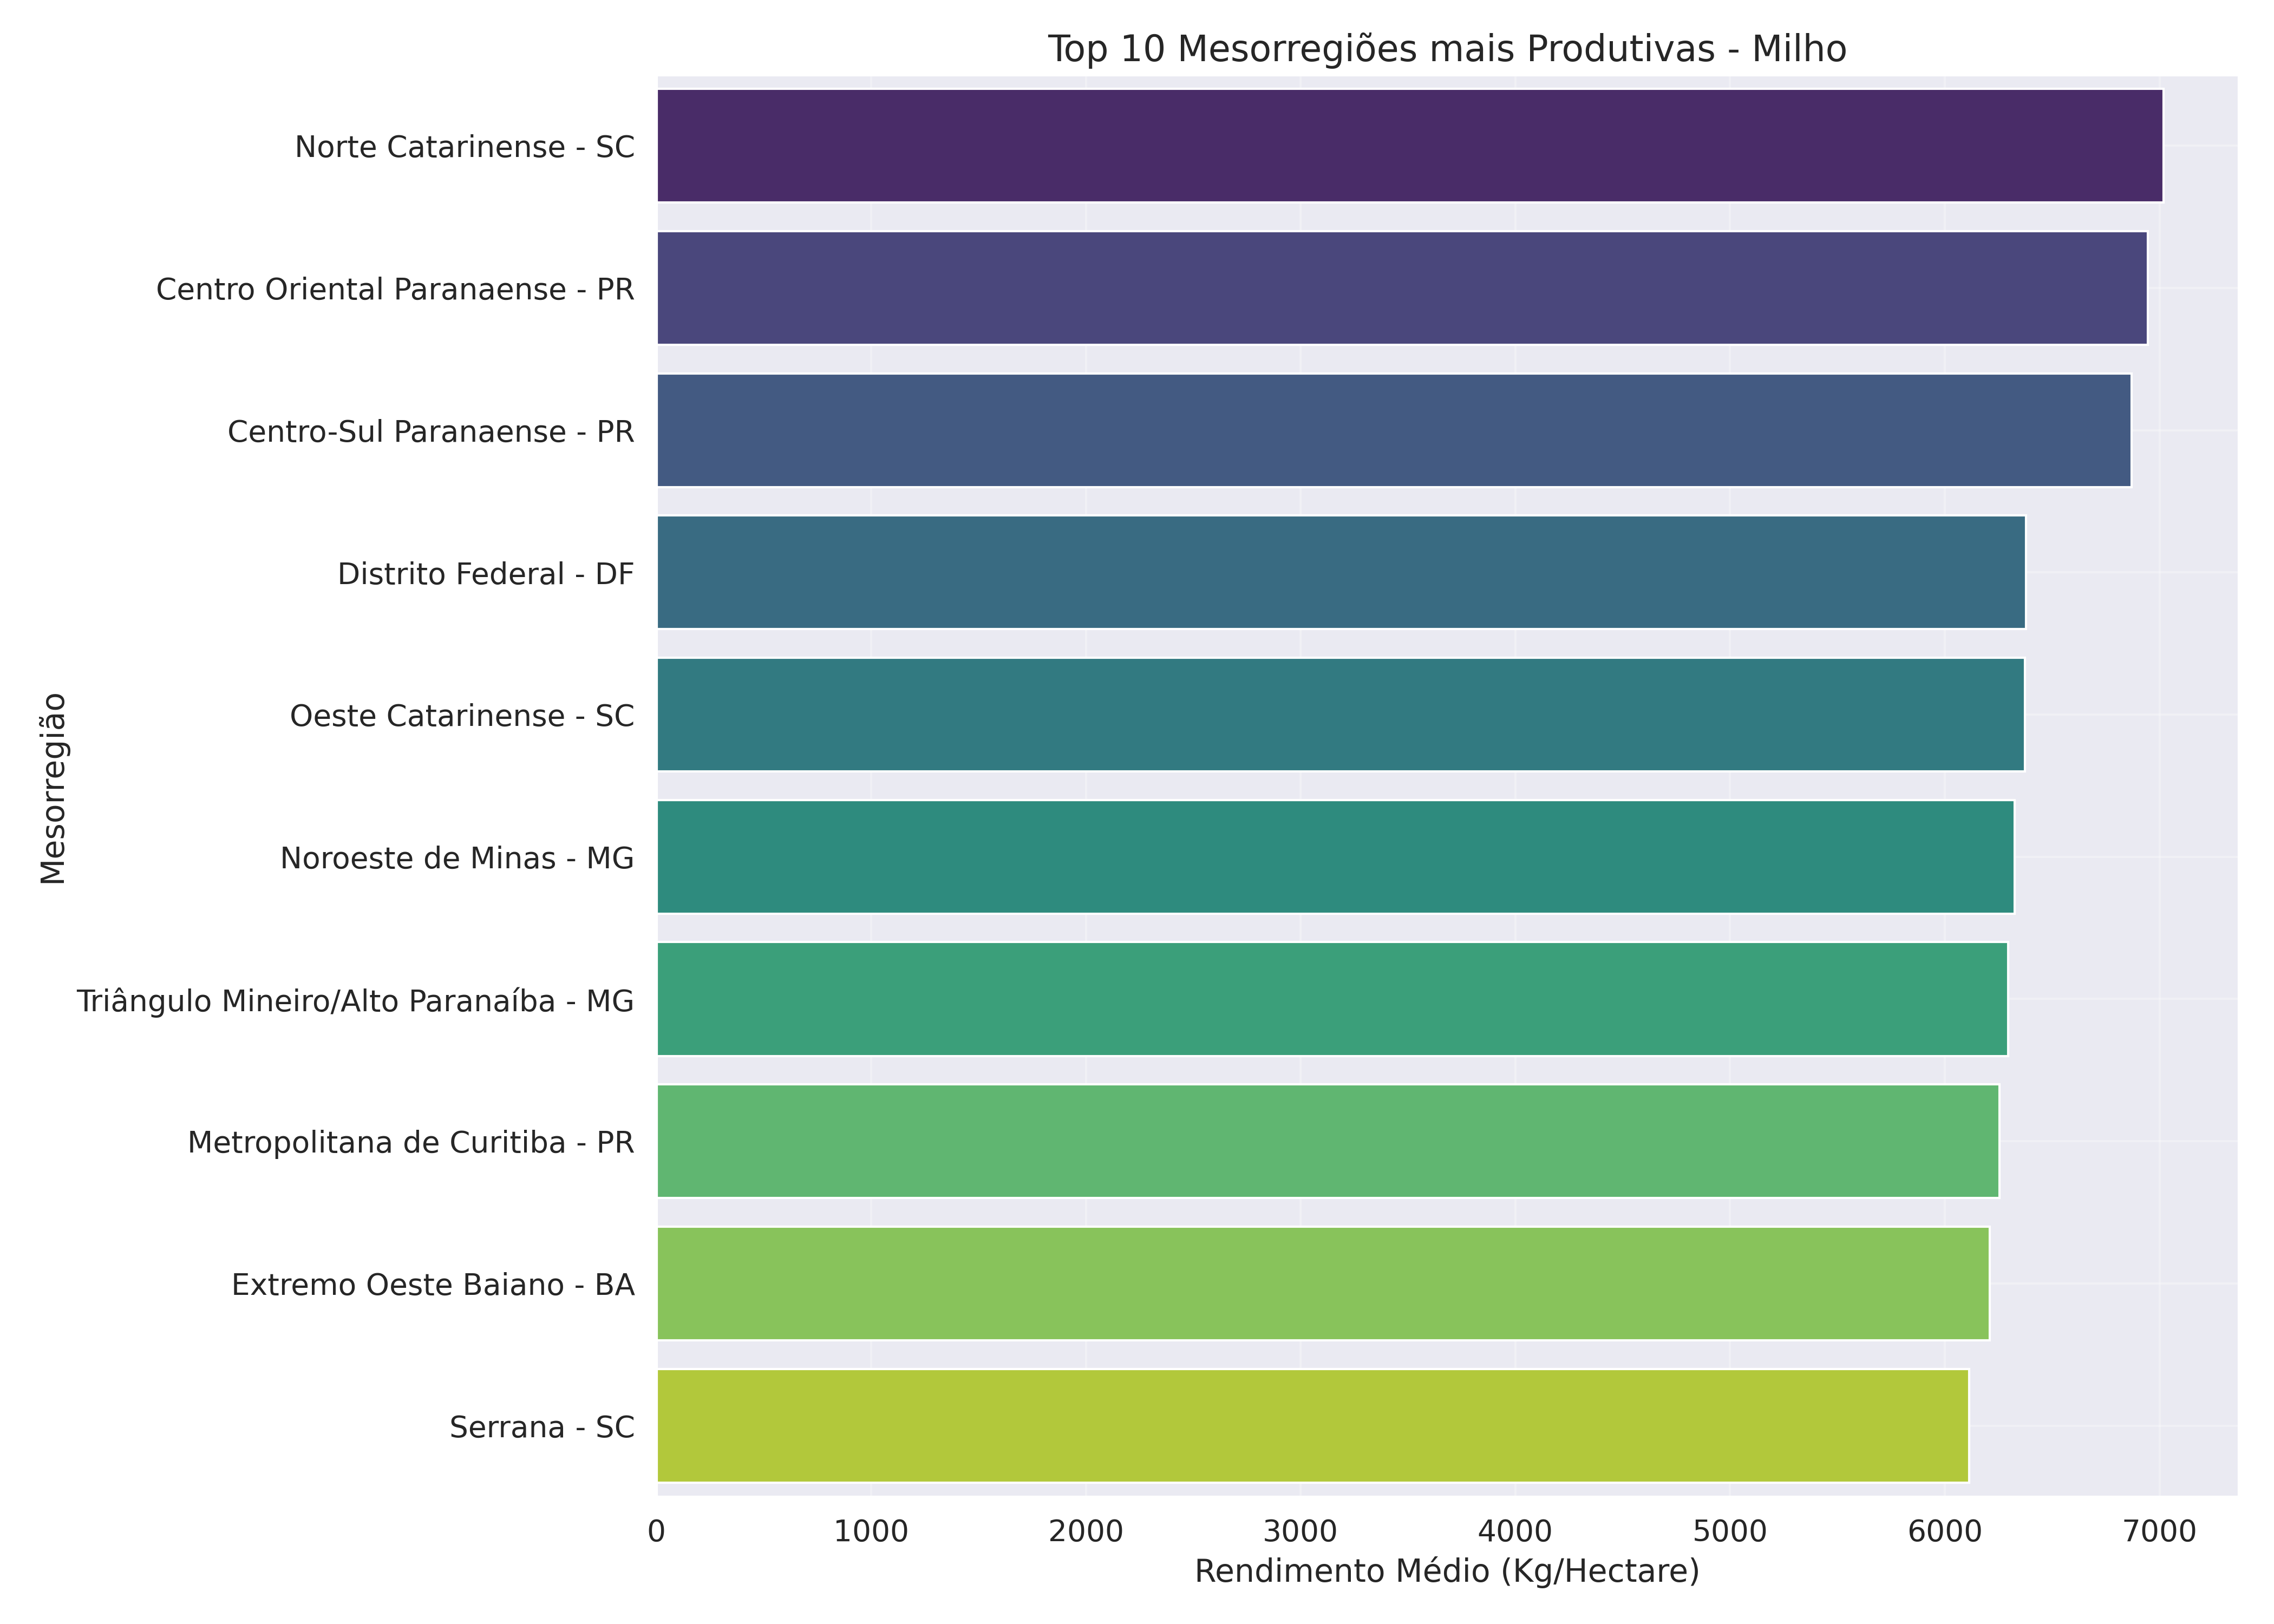 Top 10 Mesorregiões mais Produtivas - Milho
Mesorregião
Norte Catarinense - SC
Centro Oriental Paranaense - PR
Centro-Sul Paranaense - PR
Distrito Federal - DF
Oeste Catarinense - SC
Noroeste de Minas - MG
Triângulo Mineiro/Alto Paranaíba - MG
Metropolitana de Curitiba - PR
Extremo Oeste Baiano - BA
Serrana - SC
0 1000 2000 3000 4000 5000 6000 7000
Rendimento Médio (Kg/Hectare)